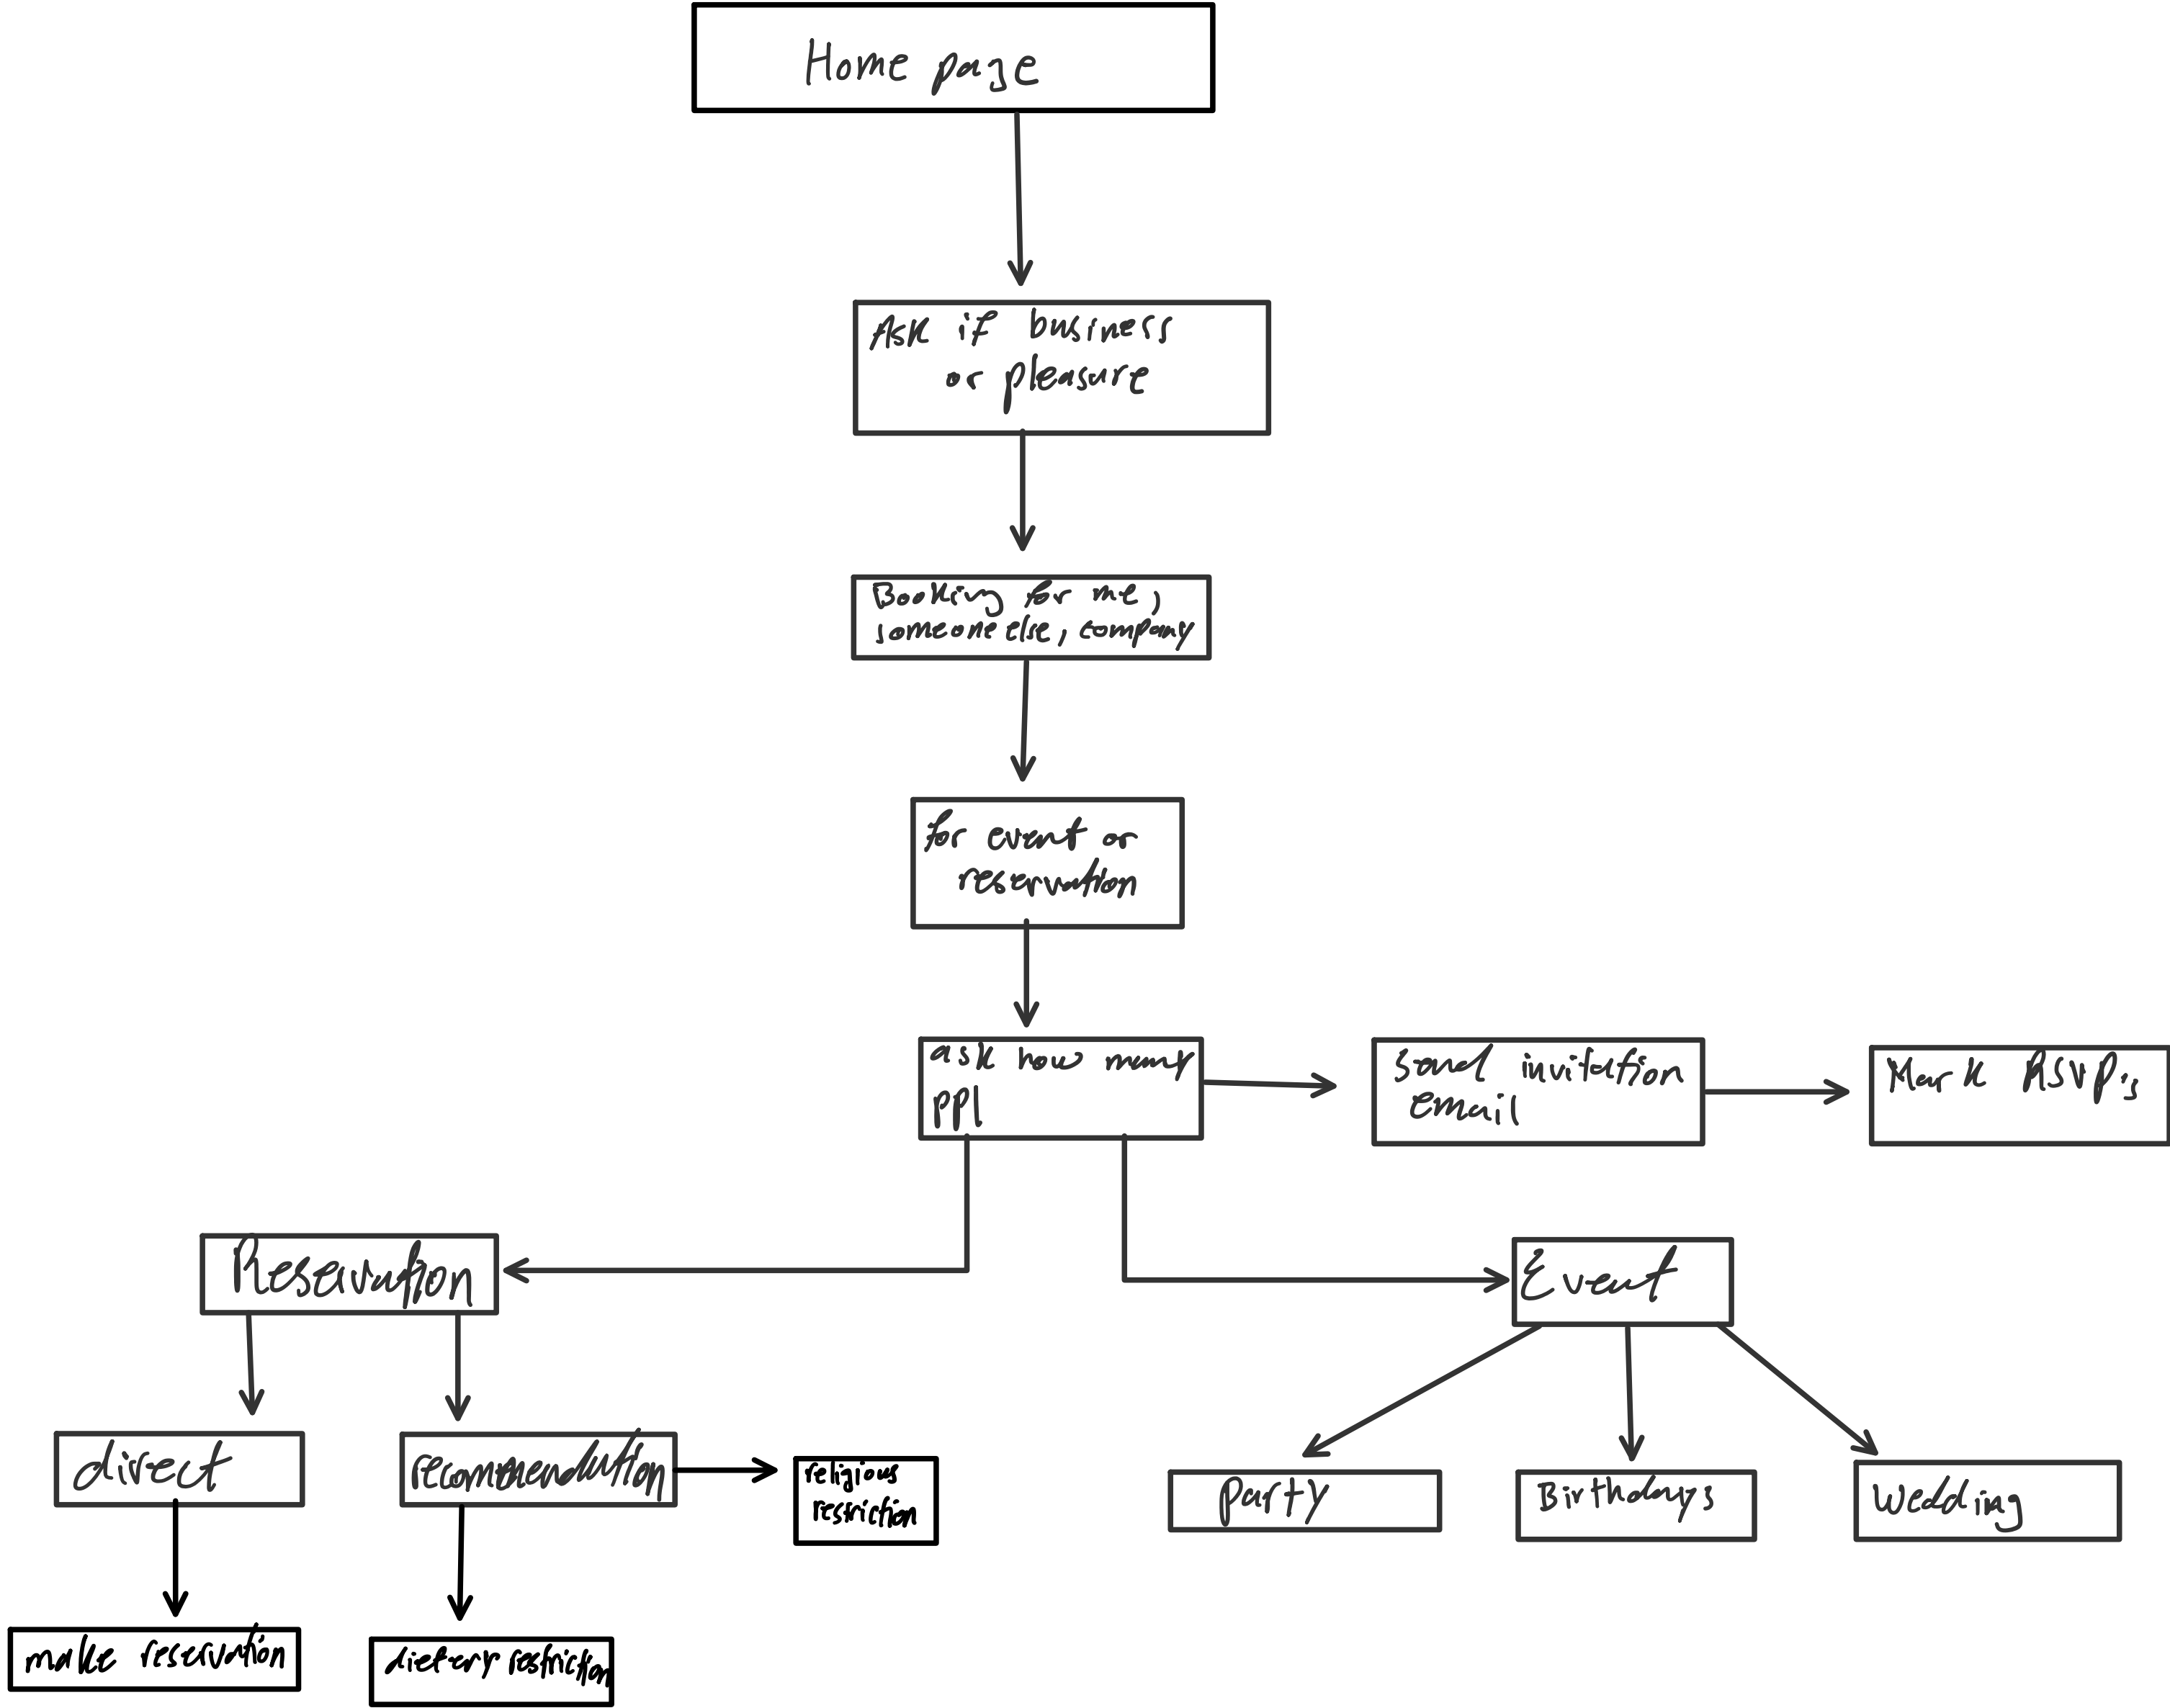 Home page
Ask if business
or pleasure
Booking for me,
someone else, company
for event or
reservation
ask how many
ppl
Send invitation
email
Mark RSVPs
Reservation
Event
direct
recommendation
religious
restriction
Party
Birthdays
wedding
make reservation
dietary restriction